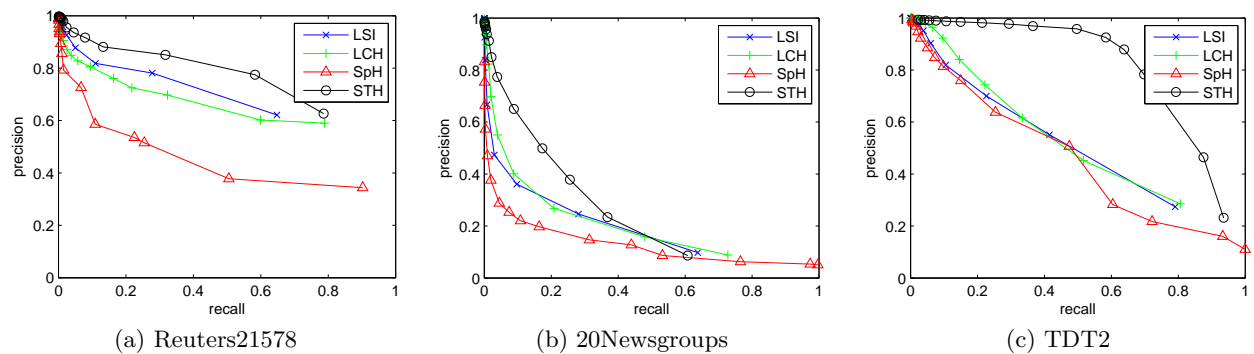 1
0.8
0.6
0.4
0.2
0
0 0.2 0.4 0.6 0.8 1
precision
recall
LSI
LCH
SpH
STH
(a) Reuters21578
1
0.8
0.6
0.4
0.2
0
0 0.2 0.4 0.6 0.8 1
precision
recall
LSI
LCH
SpH
STH
(b) 20Newsgroups
1
0.8
0.6
0.4
0.2
0
0 0.2 0.4 0.6 0.8 1
precision
recall
LSI
LCH
SpH
STH
(c) TDT2